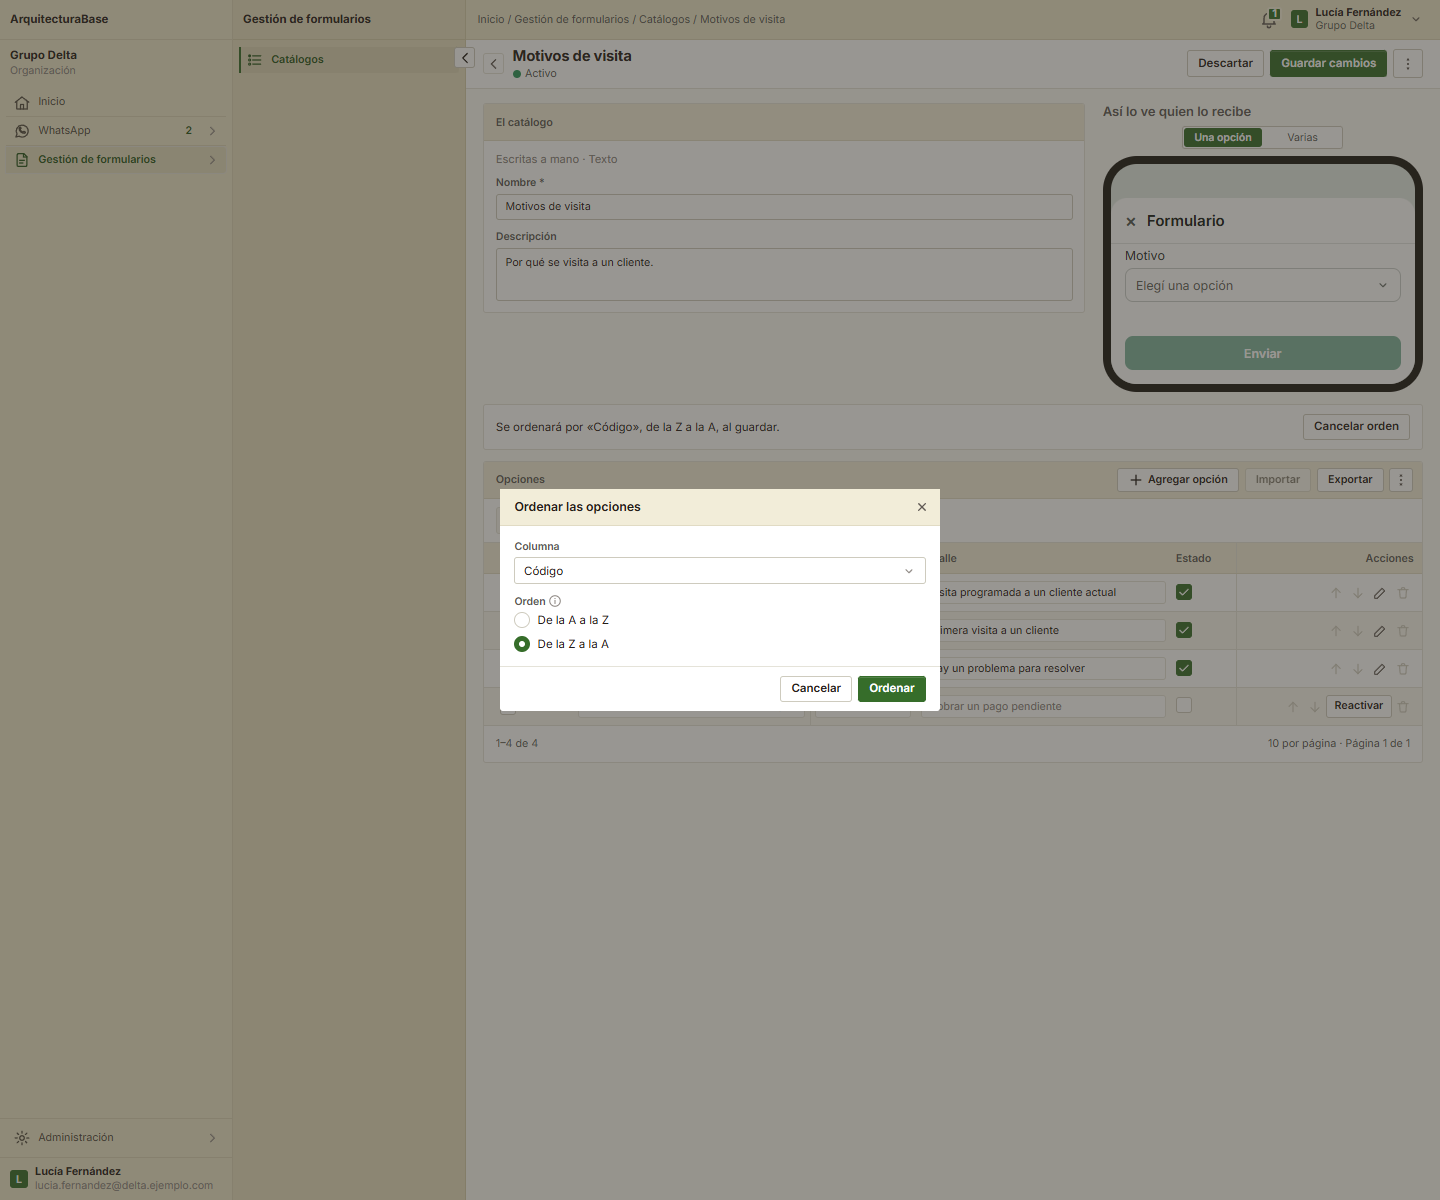 ArquitecturaBase
Gestión de formularios
Inicio / Gestión de formularios / Catálogos / Motivos de visita
1
L
Lucía Fernández
Grupo Delta
Grupo Delta
Organización
Inicio
WhatsApp 2
Gestión de formularios
Catálogos
Motivos de visita
Activo
Descartar
Guardar cambios
El catálogo
Escritas a mano · Texto
Nombre *
Motivos de visita
Descripción
Por qué se visita a un cliente.
Así lo ve quien lo recibe
Una opción
Varias
Formulario
Motivo
Elegí una opción
Enviar
Se ordenará por «Código», de la Z a la A, al guardar.
Cancelar orden
Opciones
Agregar opción
Importar
Exportar
Ordenar las opciones
Columna
Código
Orden
De la A a la Z
De la Z a la A
Cancelar
Ordenar
Estado
Acciones
programada a un cliente actual
visita a un cliente
un problema para resolver
un pago pendiente
Reactivar
1–4 de 4
10 por página · Página 1 de 1
Administración
L
Lucía Fernández
lucia.fernandez@delta.ejemplo.com